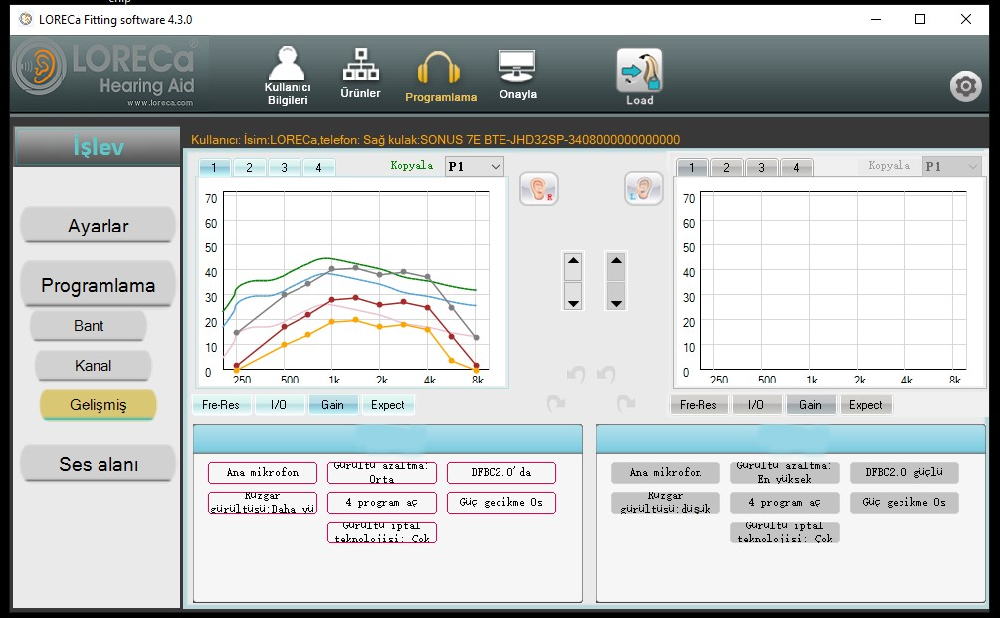 LORECa Fitting software 4.3.0
LORECa
®
Hearing Aid
www.loreca.com
Kullanıcı
Bilgileri
Ürünler
Programlama
Onayla
Load
İşlev
Kullanıcı: İsim:LORECa,telefon: Sağ kulak:SONUS 7E BTE-JHD32SP-3408000000000000
Ayarlar
Programlama
Bant
Kanal
Gelişmiş
Ses alanı
1 2 3 4 Kopyala P1
70
60
50
40
30
20
10
0
250 500 1k 2k 4k 8k
R
L
1 2 3 4 Kopyala P1
70
60
50
40
30
20
10
0
250 500 1k 2k 4k 8k
Fre-Res I/O Gain Expect
Fre-Res I/O Gain Expect
Ana mikrofon
Gürültü azaltma:
Orta
DFBC2.0'da
Rüzgar
gürültüsü:Daha yü
4 program aç
Güç gecikme 0s
Gürültü iptal
teknolojisi: Çok
Ana mikrofon
Gürültü azaltma:
En yüksek
DFBC2.0 güçlü
Rüzgar
gürültüsü:düşük
4 program aç
Güç gecikme 0s
Gürültü iptal
teknolojisi: Çok